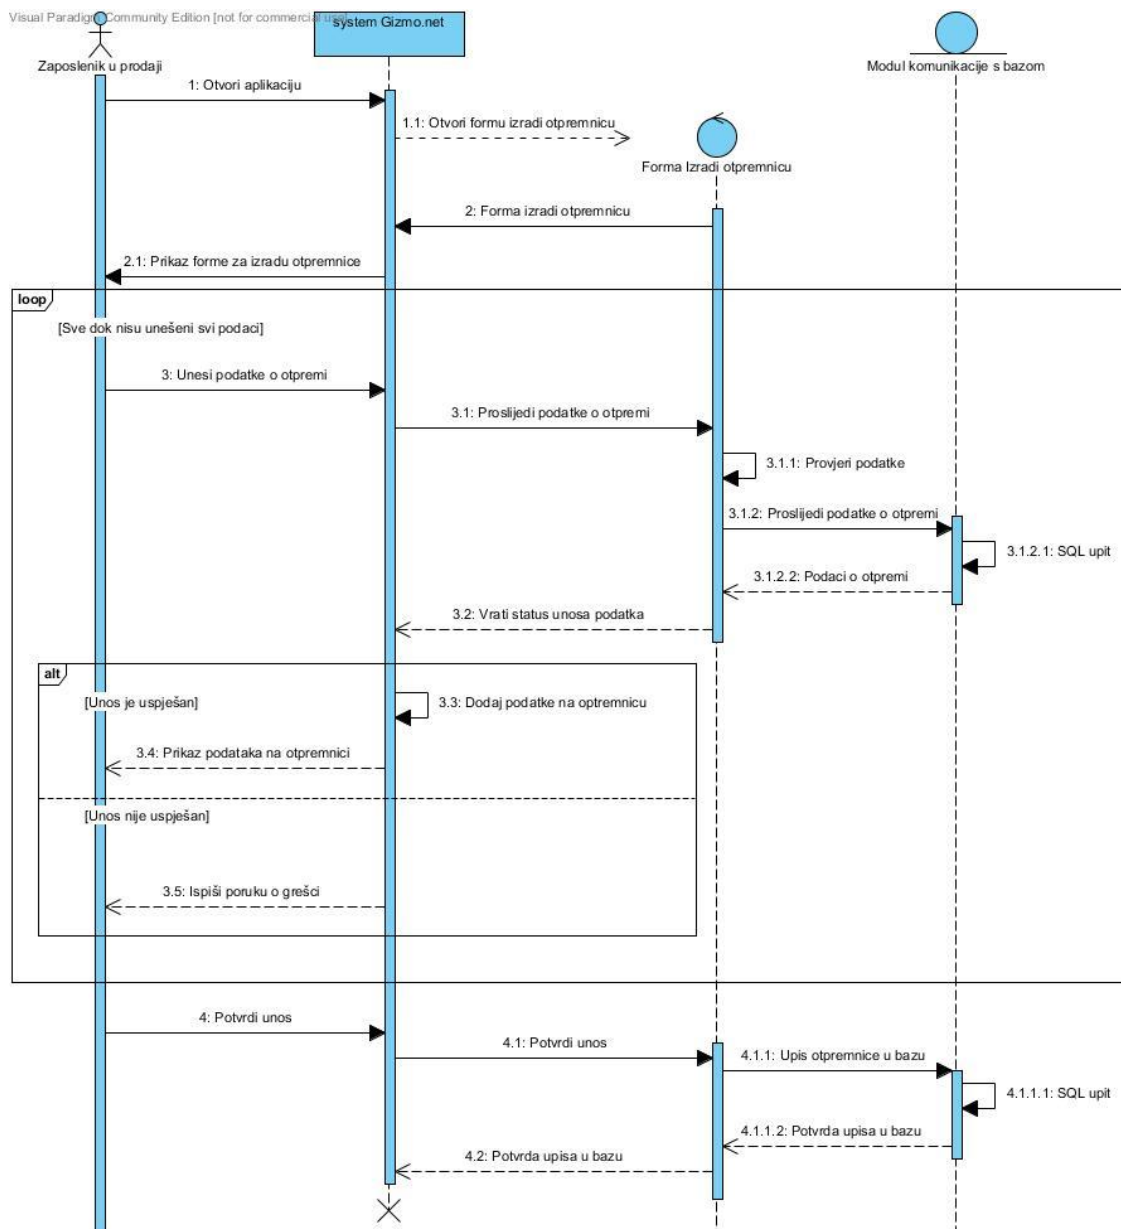 Visual Paradigm Community Edition [not for commercial use]
system Gizmo.net
Zaposlenik u prodaji
Modul komunikacije s bazom
1: Otvori aplikaciju
1.1: Otvori formu izradi otpremnicu
Forma Izradi otpremnicu
2: Forma izradi otpremnicu
2.1: Prikaz forme za izradu otpremnice
loop
[Sve dok nisu unešeni svi podaci]
3: Unesi podatke o otpremi
3.1: Proslijedi podatke o otpremi
3.1.1: Provjeri podatke
3.1.2: Proslijedi podatke o otpremi
3.1.2.1: SQL upit
3.1.2.2: Podaci o otpremi
3.2: Vrati status unosa podatka
alt
[Unos je uspješan]
3.3: Dodaj podatke na optremnicu
3.4: Prikaz podataka na otpremnici
[Unos nije uspješan]
3.5: Ispiši poruku o grešci
4: Potvrdi unos
4.1: Potvrdi unos
4.1.1: Upis otpremnice u bazu
4.1.1.1: SQL upit
4.1.1.2: Potvrda upisa u bazu
4.2: Potvrda upisa u bazu